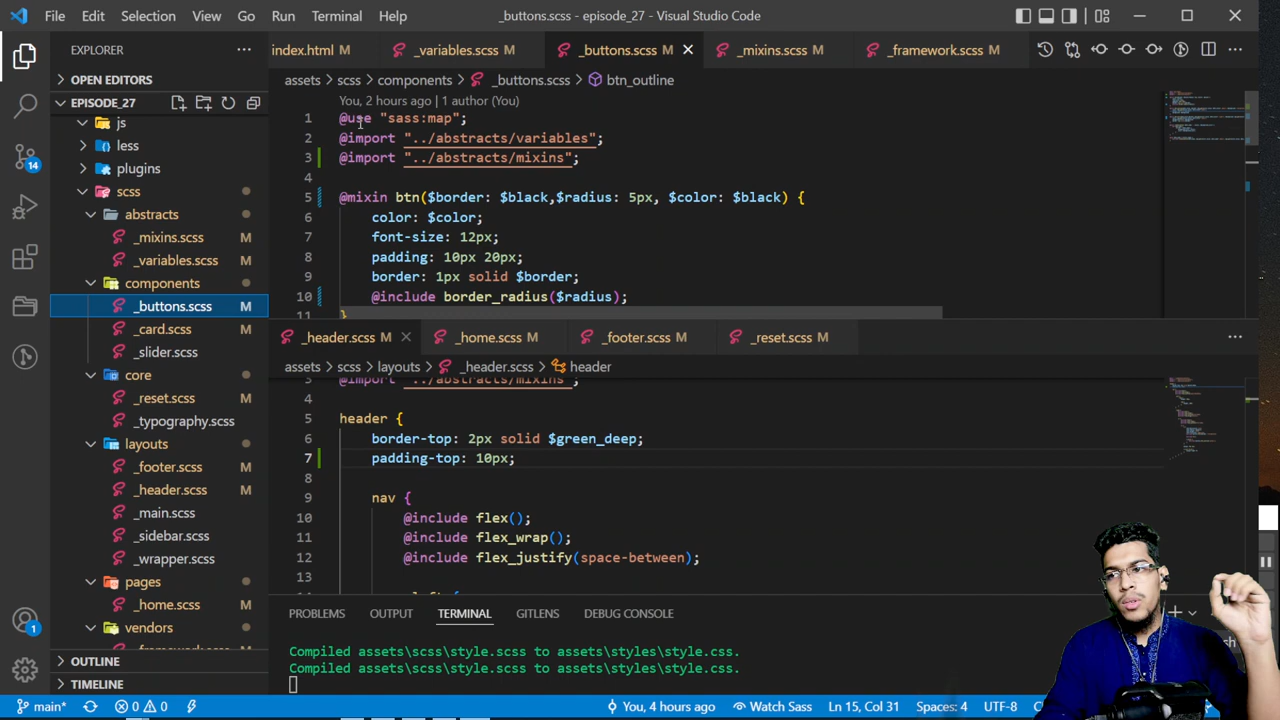 File Edit Selection View Go Run Terminal Help
_buttons.scss - episode_27 - Visual Studio Code
EXPLORER
OPEN EDITORS
EPISODE_27
js
less
plugins
scss
abstracts
_mixins.scss M
_variables.scss M
components
_buttons.scss M
_card.scss M
_slider.scss
core
_reset.scss M
_typography.scss
layouts
_footer.scss M
_header.scss M
_main.scss
_sidebar.scss
_wrapper.scss
pages
_home.scss M
vendors
OUTLINE
TIMELINE
14
1
index.html M
_variables.scss M
_buttons.scss M
_mixins.scss M
_framework.scss M
assets > scss > components > _buttons.scss > btn_outline
You, 2 hours ago | 1 author (You)
1 @use "sass:map";
2 @import "../abstracts/variables";
3 @import "../abstracts/mixins";
4
5 @mixin btn($border: $black,$radius: 5px, $color: $black) {
6 color: $color;
7 font-size: 12px;
8 padding: 10px 20px;
9 border: 1px solid $border;
10 @include border_radius($radius);
11 }
_header.scss M
_home.scss M
_footer.scss M
_reset.scss M
assets > scss > layouts > _header.scss > header
3 @import "../abstracts/mixins";
4
5 header {
6 border-top: 2px solid $green_deep;
7 padding-top: 10px;
8
9 nav {
10 @include flex();
11 @include flex_wrap();
12 @include flex_justify(space-between);
13
PROBLEMS OUTPUT TERMINAL GITLENS DEBUG CONSOLE
Compiled assets\scss\style.scss to assets\styles\style.css.
Compiled assets\scss\style.scss to assets\styles\style.css.
main* 0 0 You, 4 hours ago Watch Sass Ln 15, Col 31 Spaces: 4 UTF-8